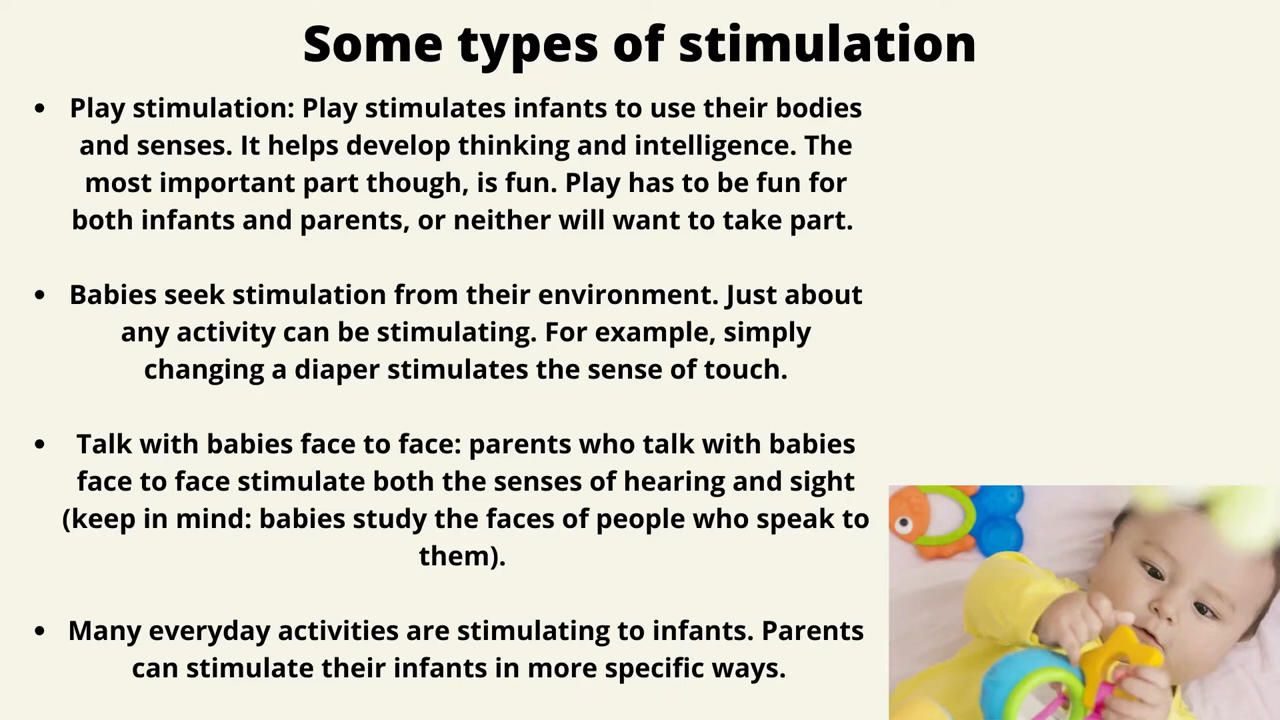 Some types of stimulation
• Play stimulation: Play stimulates infants to use their bodies
and senses. It helps develop thinking and intelligence. The
most important part though, is fun. Play has to be fun for
both infants and parents, or neither will want to take part.
• Babies seek stimulation from their environment. Just about
any activity can be stimulating. For example, simply
changing a diaper stimulates the sense of touch.
• Talk with babies face to face: parents who talk with babies
face to face stimulate both the senses of hearing and sight
(keep in mind: babies study the faces of people who speak to
them).
• Many everyday activities are stimulating to infants. Parents
can stimulate their infants in more specific ways.